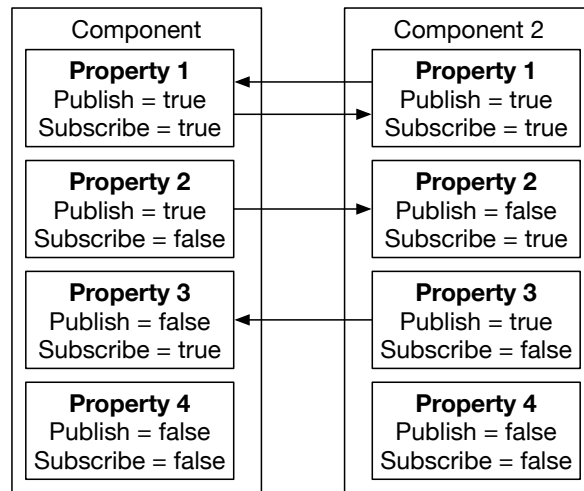 Component
Property 1
Publish = true
Subscribe = true
Property 2
Publish = true
Subscribe = false
Property 3
Publish = false
Subscribe = true
Property 4
Publish = false
Subscribe = false
Component 2
Property 1
Publish = true
Subscribe = true
Property 2
Publish = false
Subscribe = true
Property 3
Publish = true
Subscribe = false
Property 4
Publish = false
Subscribe = false